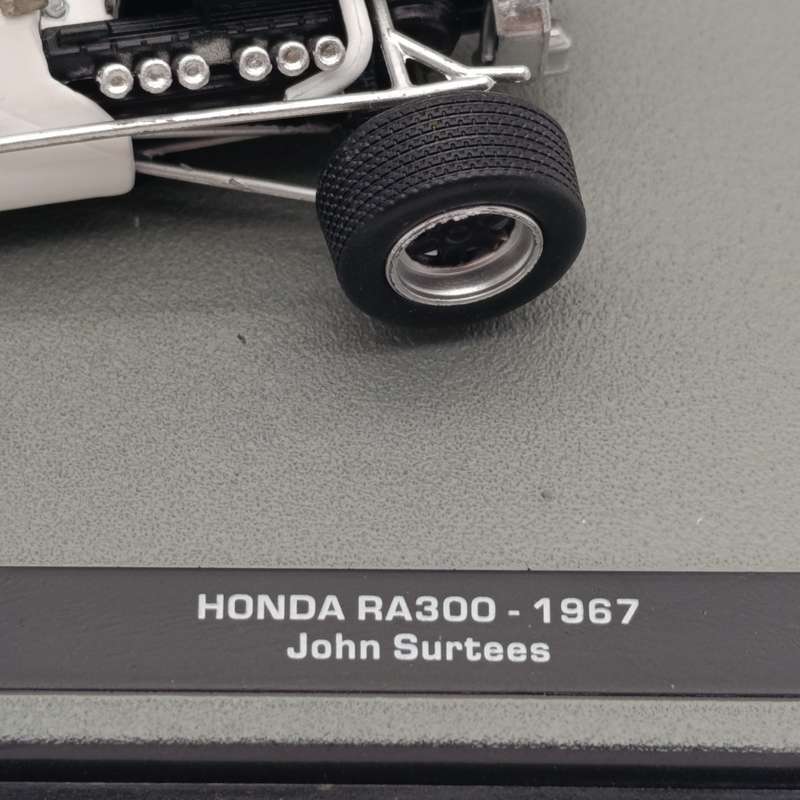 HONDA RA300 - 1967
John Surtees